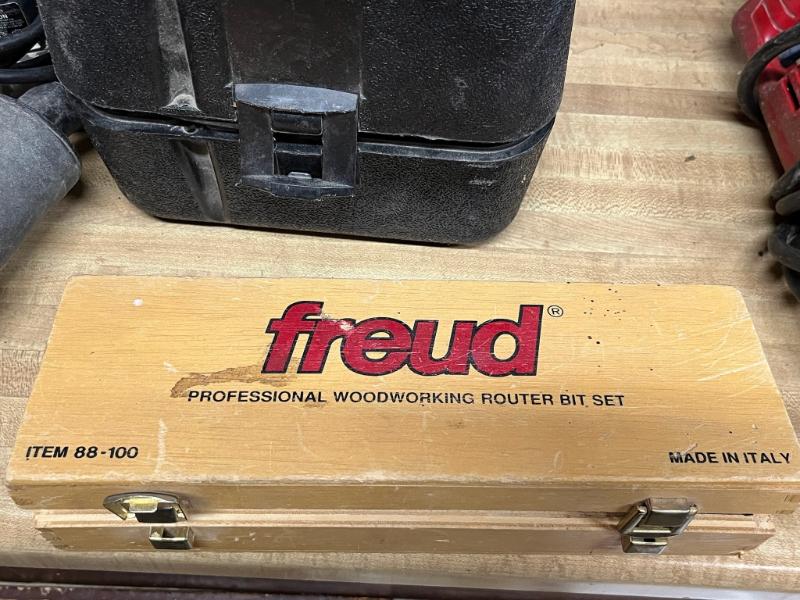 freud®
PROFESSIONAL WOODWORKING ROUTER BIT SET
ITEM 88-100
MADE IN ITALY